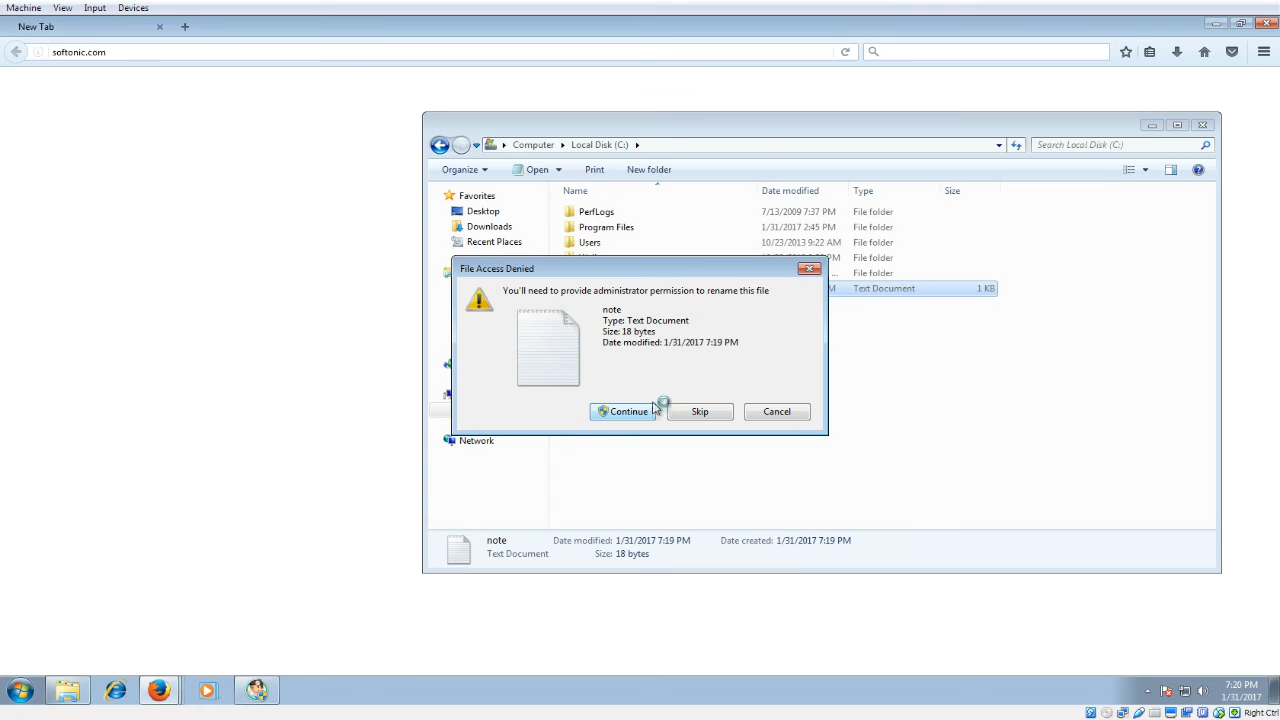 Machine View Input Devices
New Tab
softonic.com
Computer Local Disk (C:)
Search Local Disk (C:)
Organize Open Print New folder
Favorites
Desktop
Downloads
Recent Places
Network
Name Date modified Type Size
PerfLogs 7/13/2009 7:37 PM File folder
Program Files 1/31/2017 2:45 PM File folder
Users 10/23/2013 9:22 AM File folder
File folder
... File folder
M Text Document 1 KB
File Access Denied
You'll need to provide administrator permission to rename this file
note
Type: Text Document
Size: 18 bytes
Date modified: 1/31/2017 7:19 PM
Continue Skip Cancel
note Date modified: 1/31/2017 7:19 PM Date created: 1/31/2017 7:19 PM
Text Document Size: 18 bytes
7:20 PM
1/31/2017
Right Ctrl